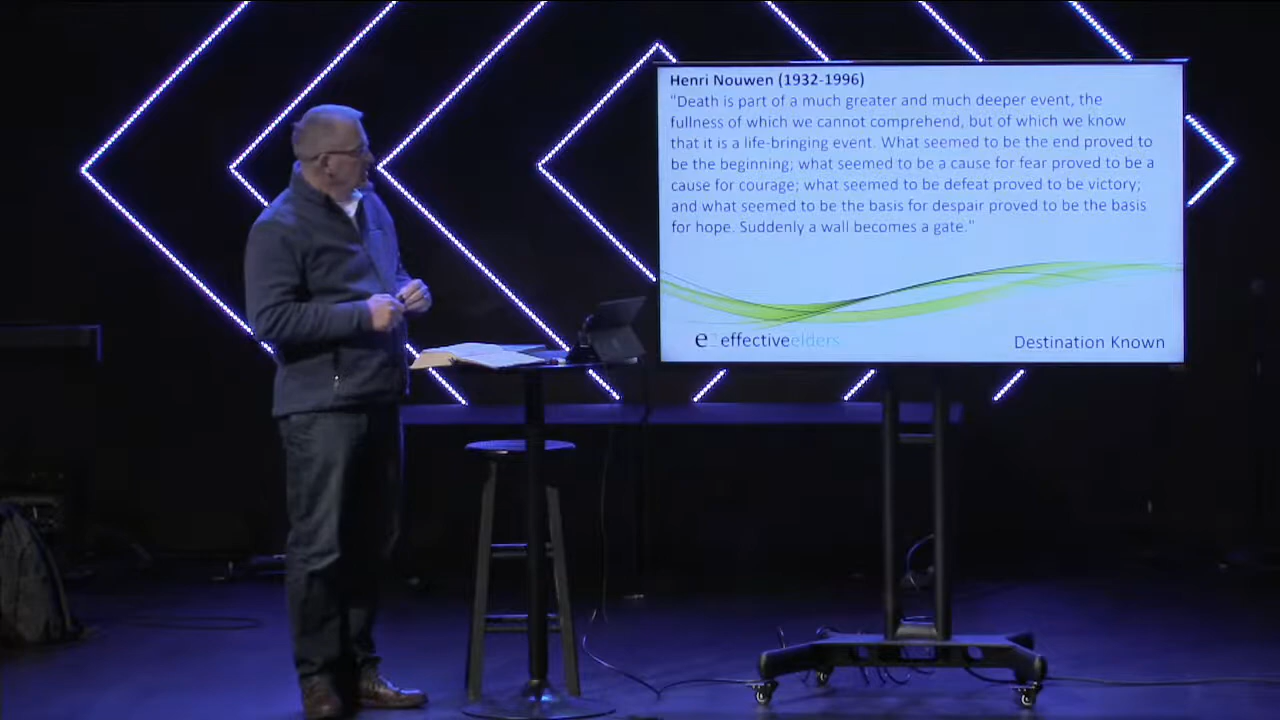 Henri Nouwen (1932-1996)
"Death is part of a much greater and much deeper event, the
fullness of which we cannot comprehend, but of which we know
that it is a life-bringing event. What seemed to be the end proved to
be the beginning; what seemed to be a cause for fear proved to be a
cause for courage; what seemed to be defeat proved to be victory;
and what seemed to be the basis for despair proved to be the basis
for hope. Suddenly a wall becomes a gate."
e2 effectiveelders
Destination Known